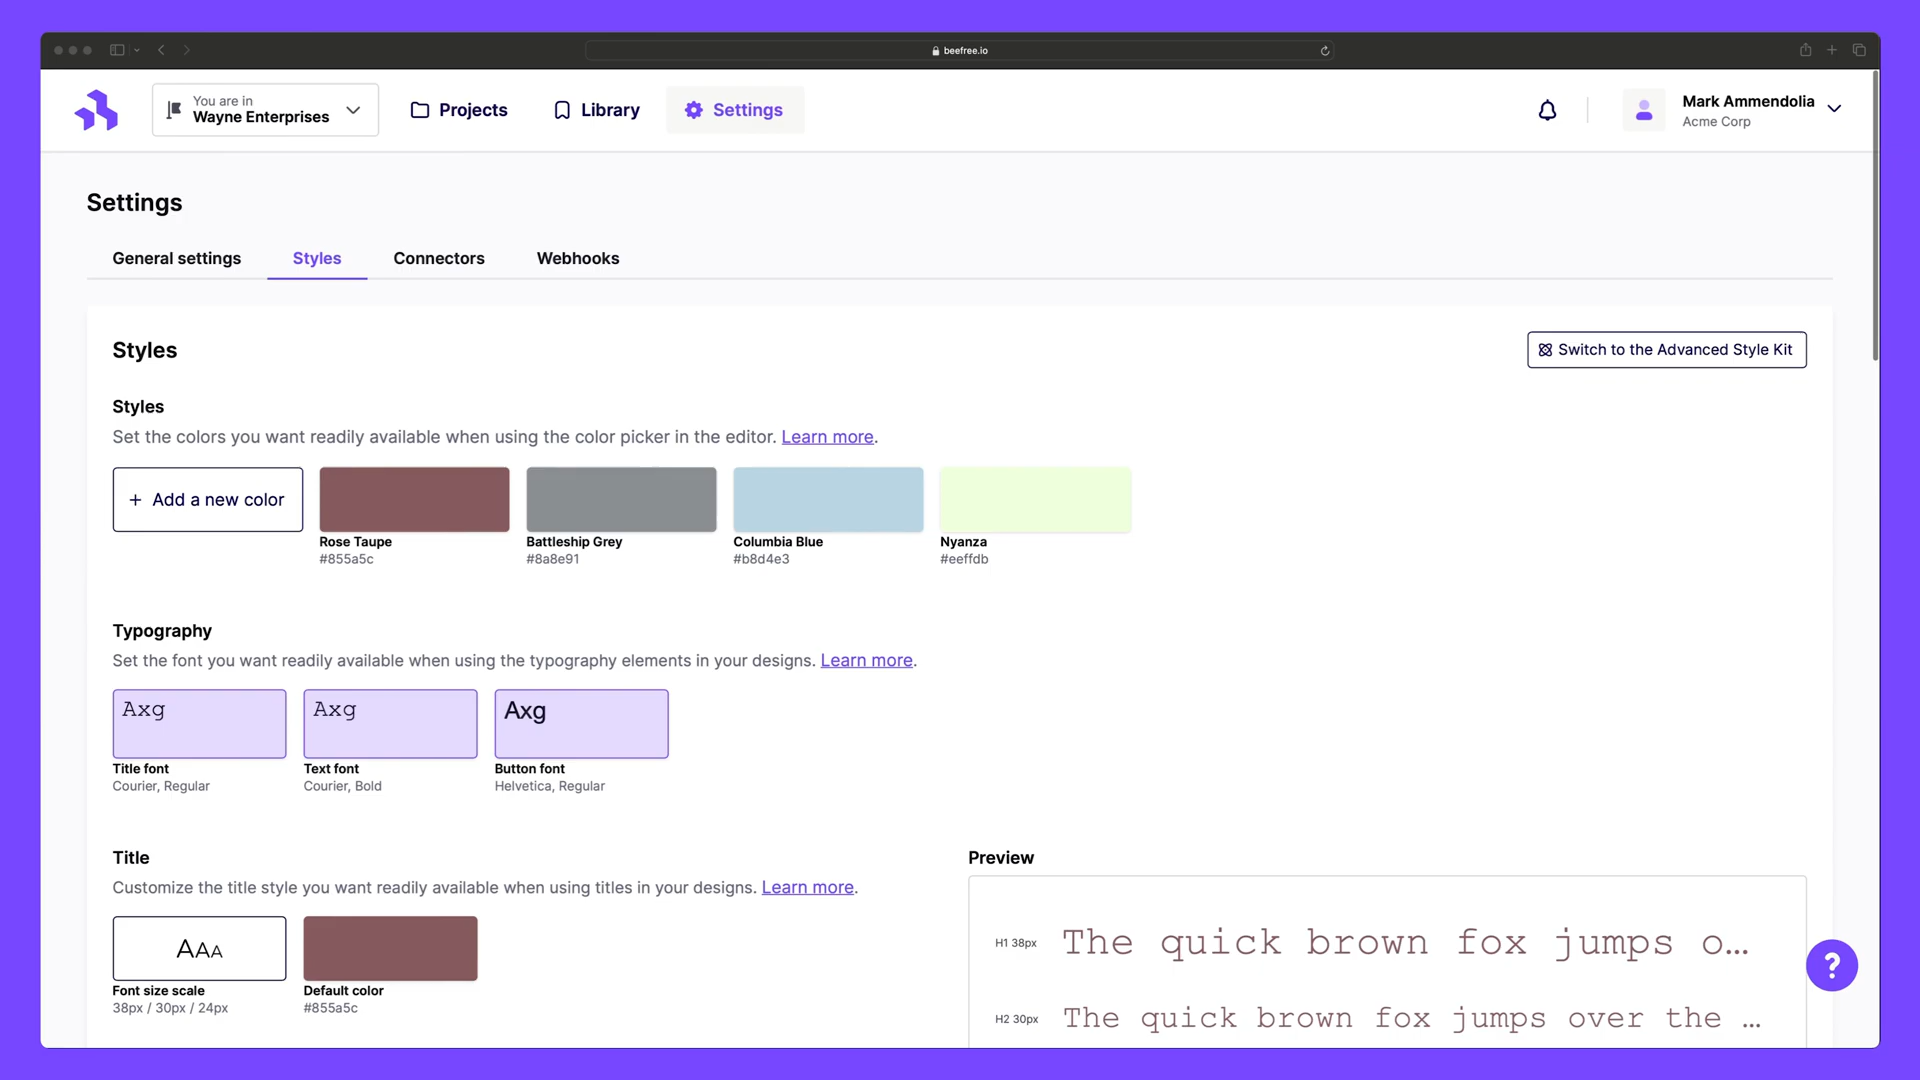 beefree.io
You are in
Wayne Enterprises
Projects
Library
Settings
Mark Ammendolia
Acme Corp
Settings
General settings
Styles
Connectors
Webhooks
Styles
Switch to the Advanced Style Kit
Styles
Set the colors you want readily available when using the color picker in the editor. Learn more.
+ Add a new color
Rose Taupe
#855a5c
Battleship Grey
#8a8e91
Columbia Blue
#b8d4e3
Nyanza
#eeffdb
Typography
Set the font you want readily available when using the typography elements in your designs. Learn more.
Axg
Title font
Courier, Regular
Axg
Text font
Courier, Bold
Axg
Button font
Helvetica, Regular
Title
Customize the title style you want readily available when using titles in your designs. Learn more.
AAA
Font size scale
38px / 30px / 24px
Default color
#855a5c
Preview
H1 38px
The quick brown fox jumps o...
H2 30px
The quick brown fox jumps over the ...
?